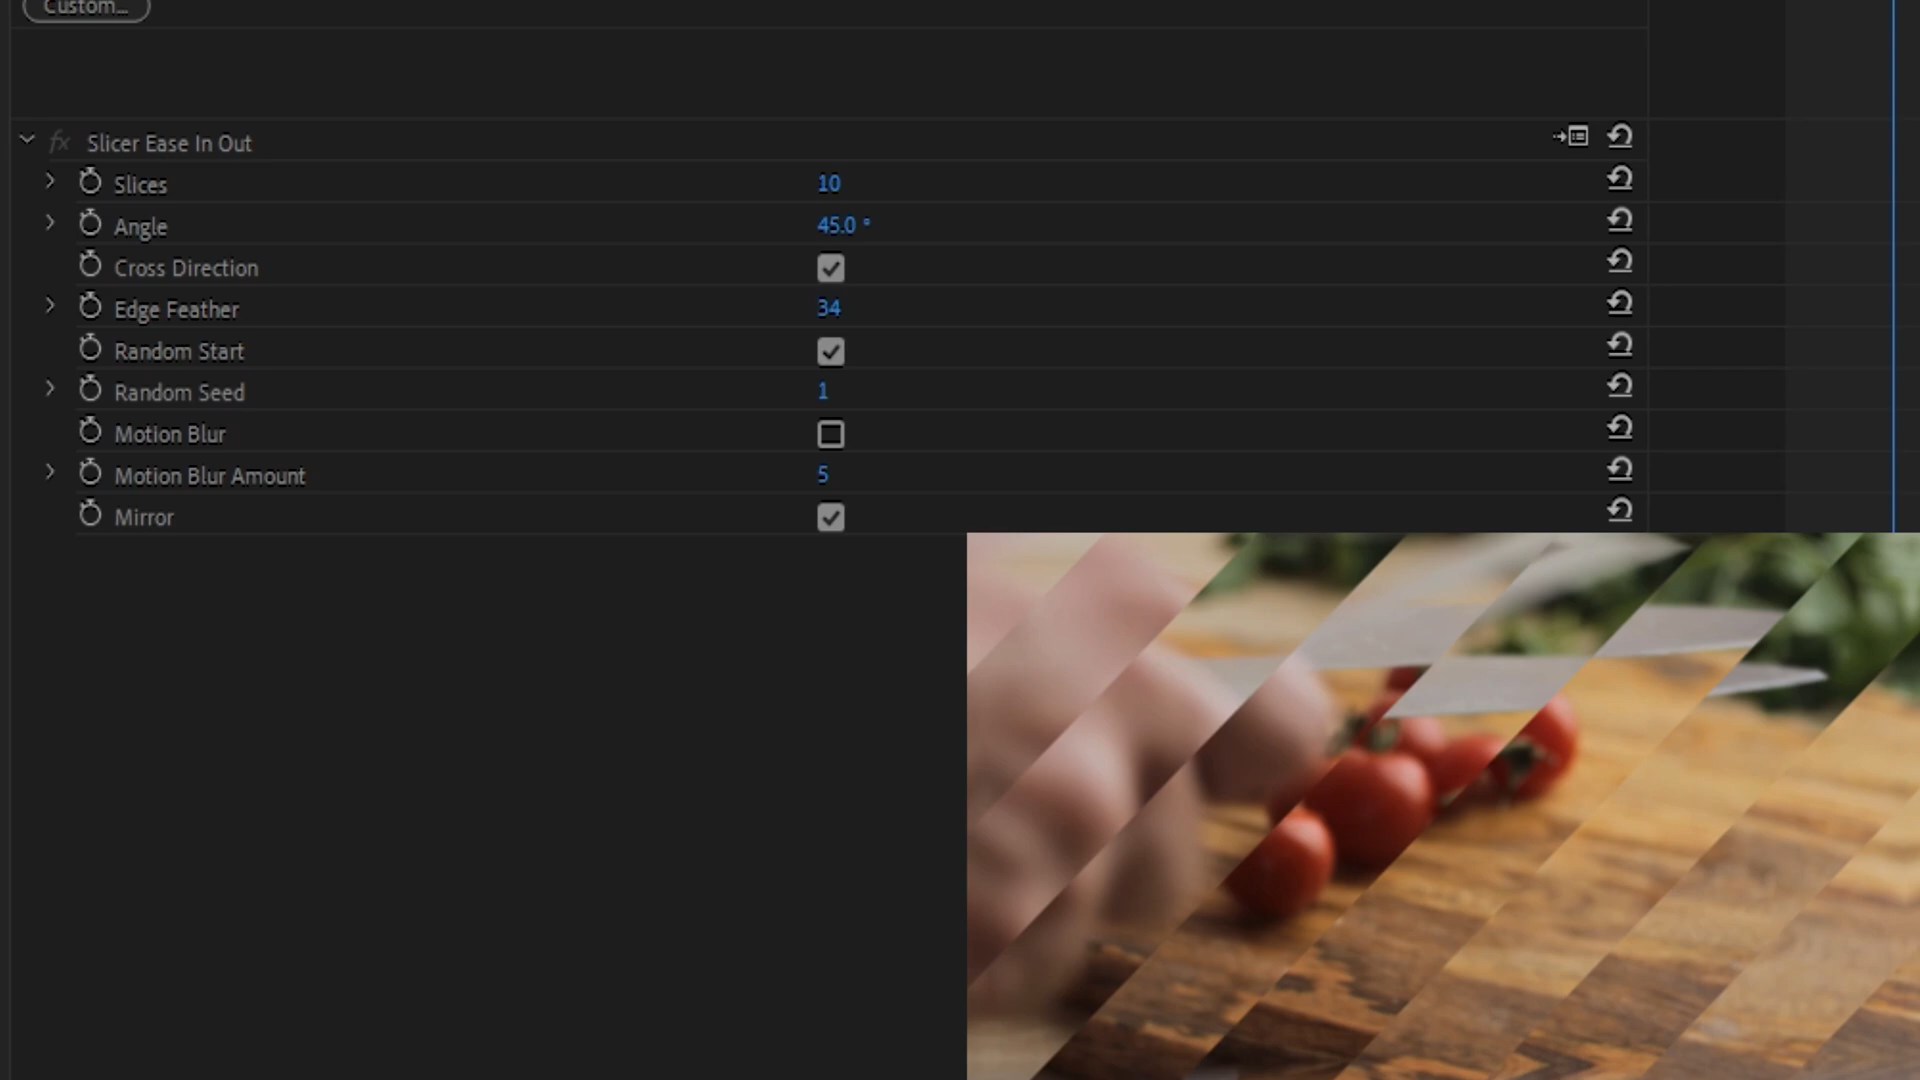 Custom...
fx Slicer Ease In Out
Slices 10
Angle 45.0 °
Cross Direction
Edge Feather 34
Random Start
Random Seed 1
Motion Blur
Motion Blur Amount 5
Mirror